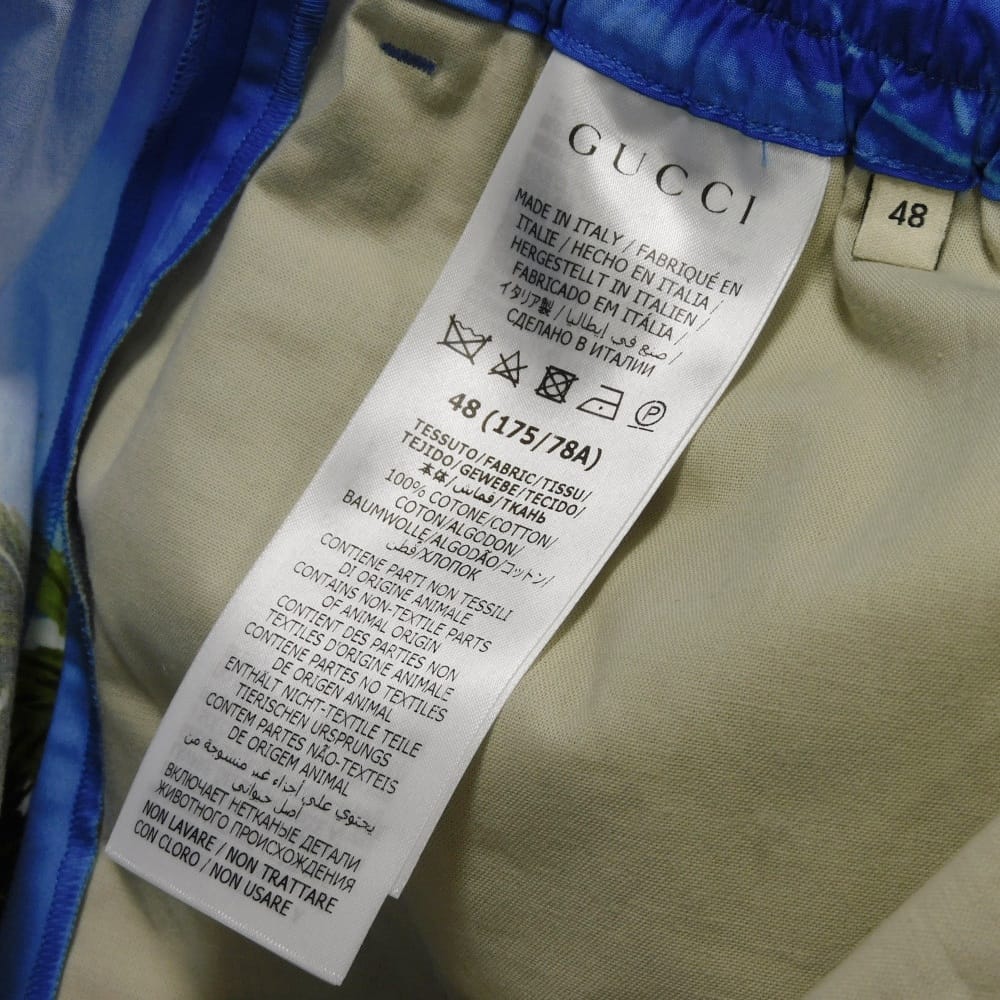 GUCCI
48
MADE IN ITALY / FABRIQUÉ EN
ITALIE / HECHO EN ITALIA /
HERGESTELLT IN ITALIEN /
FABRICADO EM ITÁLIA /
イタリア製 / صنع في إيطاليا /
СДЕЛАНО В ИТАЛИИ
P
48 (175/78A)
TESSUTO/FABRIC/TISSU/
TEJIDO/GEWEBE/TECIDO/
本体/قماش/ТКАНЬ
100% COTONE/COTTON/
COTON/ALGODON/
BAUMWOLLE/ALGODÃO/コットン/
قطن/ХЛОПОК
CONTIENE PARTI NON TESSILI
DI ORIGINE ANIMALE
CONTAINS NON-TEXTILE PARTS
OF ANIMAL ORIGIN
CONTIENT DES PARTIES NON
TEXTILES D'ORIGINE ANIMALE
CONTIENE PARTES NO TEXTILES
DE ORIGEN ANIMAL
ENTHÄLT NICHT-TEXTILE TEILE
TIERISCHEN URSPRUNGS
CONTEM PARTES NÃO-TEXTEIS
DE ORIGEM ANIMAL
يحتوي على أجزاء غير منسوجة من
أصل حيواني
ВКЛЮЧАЕТ НЕТКАНЫЕ ДЕТАЛИ
ЖИВОТНОГО ПРОИСХОЖДЕНИЯ
NON LAVARE / NON TRATTARE
CON CLORO / NON USARE